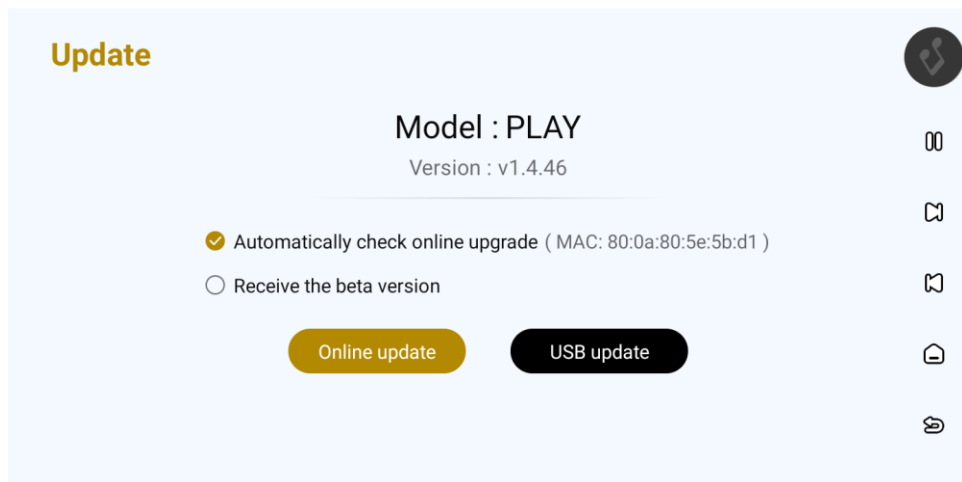 Update
Model : PLAY
Version : v1.4.46
Automatically check online upgrade ( MAC: 80:0a:80:5e:5b:d1 )
Receive the beta version
Online update
USB update